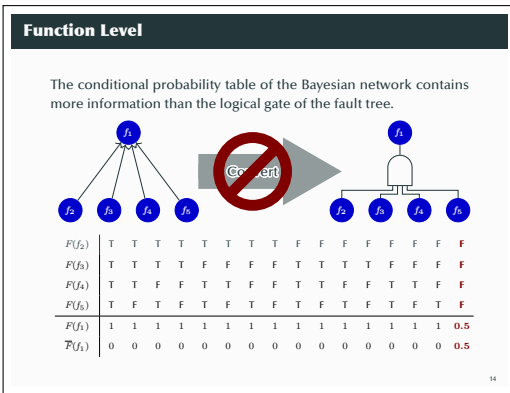 Function Level
The conditional probability table of the Bayesian network contains
more information than the logical gate of the fault tree.
f₁ f₁
Convert
f₂ f₃ f₄ f₅ f₂ f₃ f₄ f₅
F(f₂) T T T T T T T T F F F F F F F F
F(f₃) T T T T F F F F T T T T F F F F
F(f₄) T T F F T T F F T T F F T T F F
F(f₅) T F T F T F T F T F T F T F T F
F(f₁) 1 1 1 1 1 1 1 1 1 1 1 1 1 1 1 0.5
F̅(f₁) 0 0 0 0 0 0 0 0 0 0 0 0 0 0 0 0.5
14